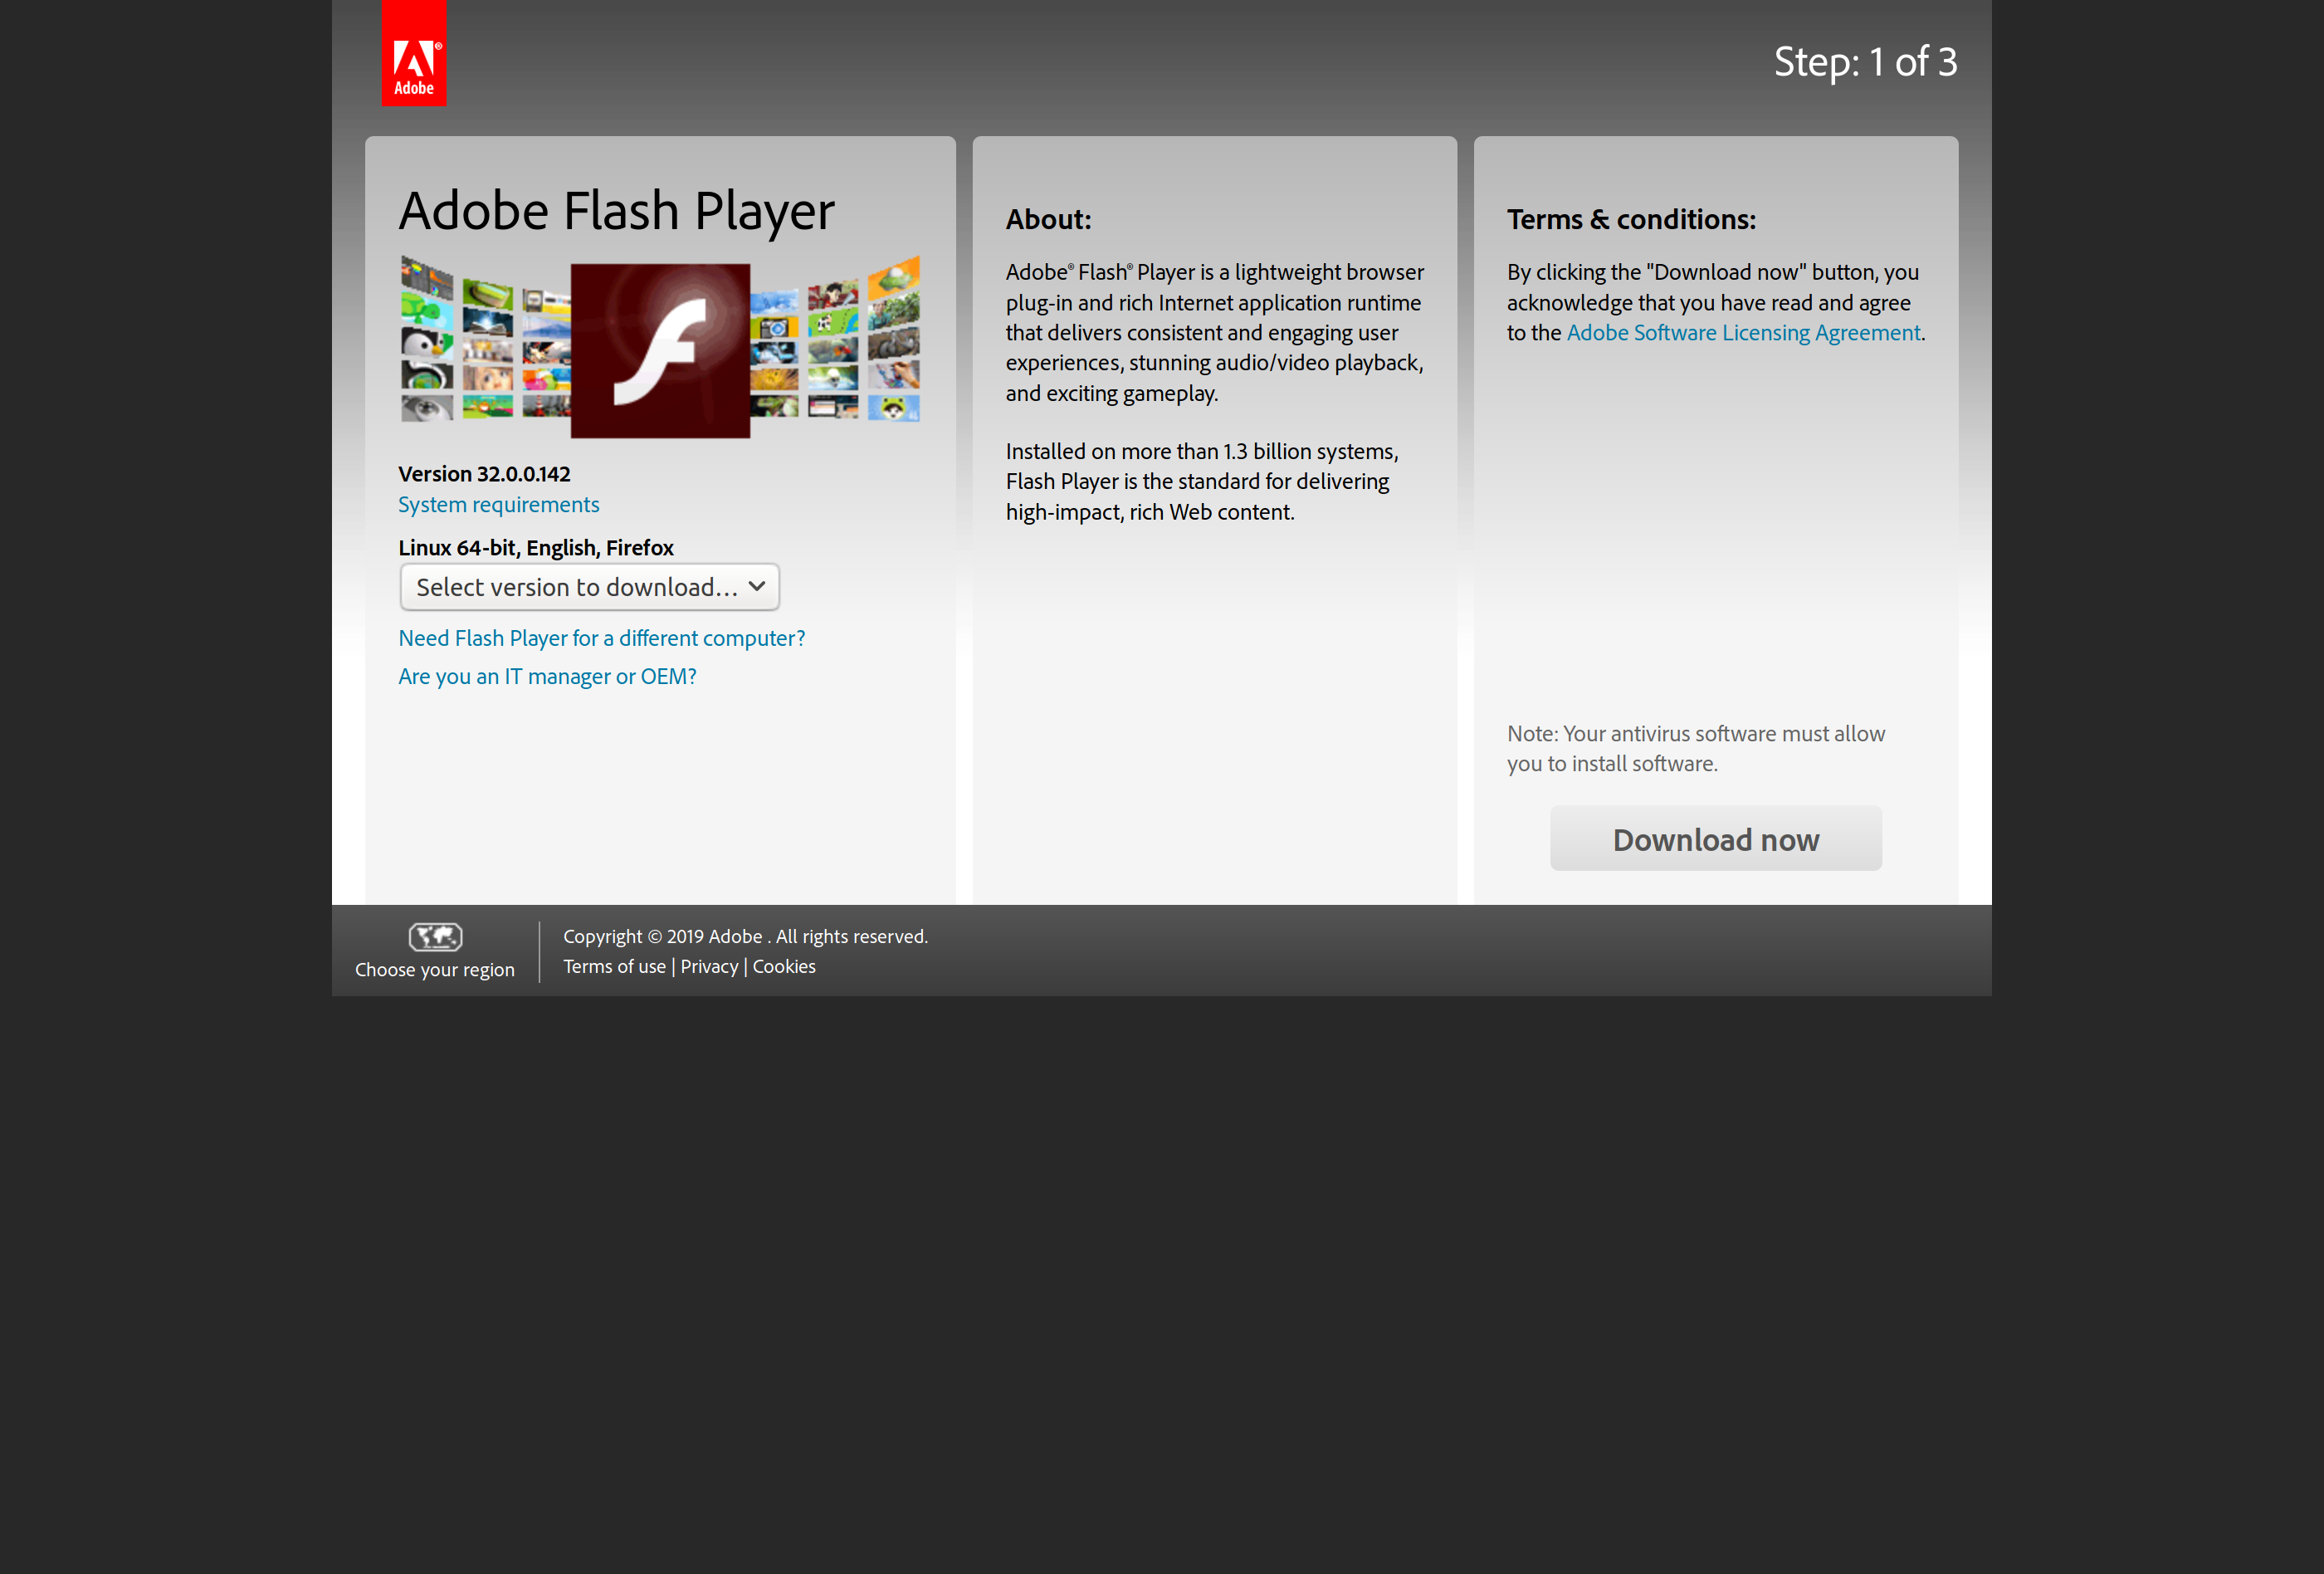 Adobe
Step: 1 of 3
Adobe Flash Player
Version 32.0.0.142
System requirements
Linux 64-bit, English, Firefox
Select version to download...
Need Flash Player for a different computer?
Are you an IT manager or OEM?
About:
Adobe® Flash® Player is a lightweight browser
plug-in and rich Internet application runtime
that delivers consistent and engaging user
experiences, stunning audio/video playback,
and exciting gameplay.
Installed on more than 1.3 billion systems,
Flash Player is the standard for delivering
high-impact, rich Web content.
Terms & conditions:
By clicking the "Download now" button, you
acknowledge that you have read and agree
to the Adobe Software Licensing Agreement.
Note: Your antivirus software must allow
you to install software.
Download now
Choose your region
Copyright © 2019 Adobe . All rights reserved.
Terms of use | Privacy | Cookies